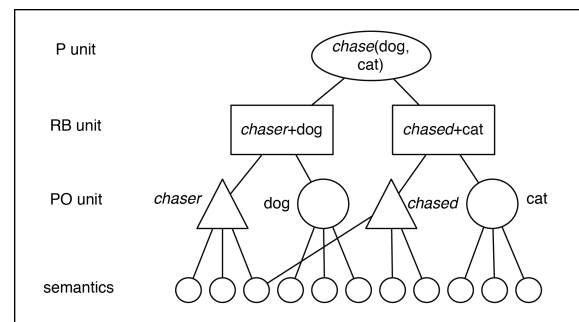 P unit
chase(dog,
cat)
RB unit
chaser+dog
chased+cat
PO unit
chaser
dog
chased
cat
semantics